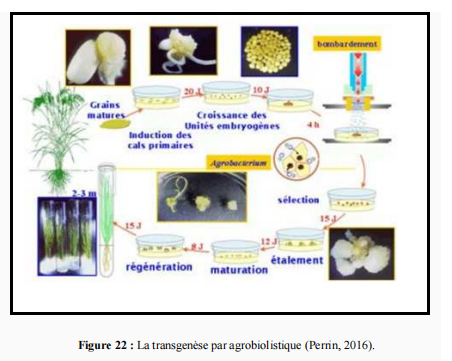 bombardement
Grains
matures
20 J
10 J
Croissance des
Unités embryogènes
Induction des
cals primaires
4 h
Agrobacterium
2-3 m
sélection
15 J
15 J
8 J
12 J
étalement
maturation
régénération
Figure 22 : La transgenèse par agrobiolistique (Perrin, 2016).